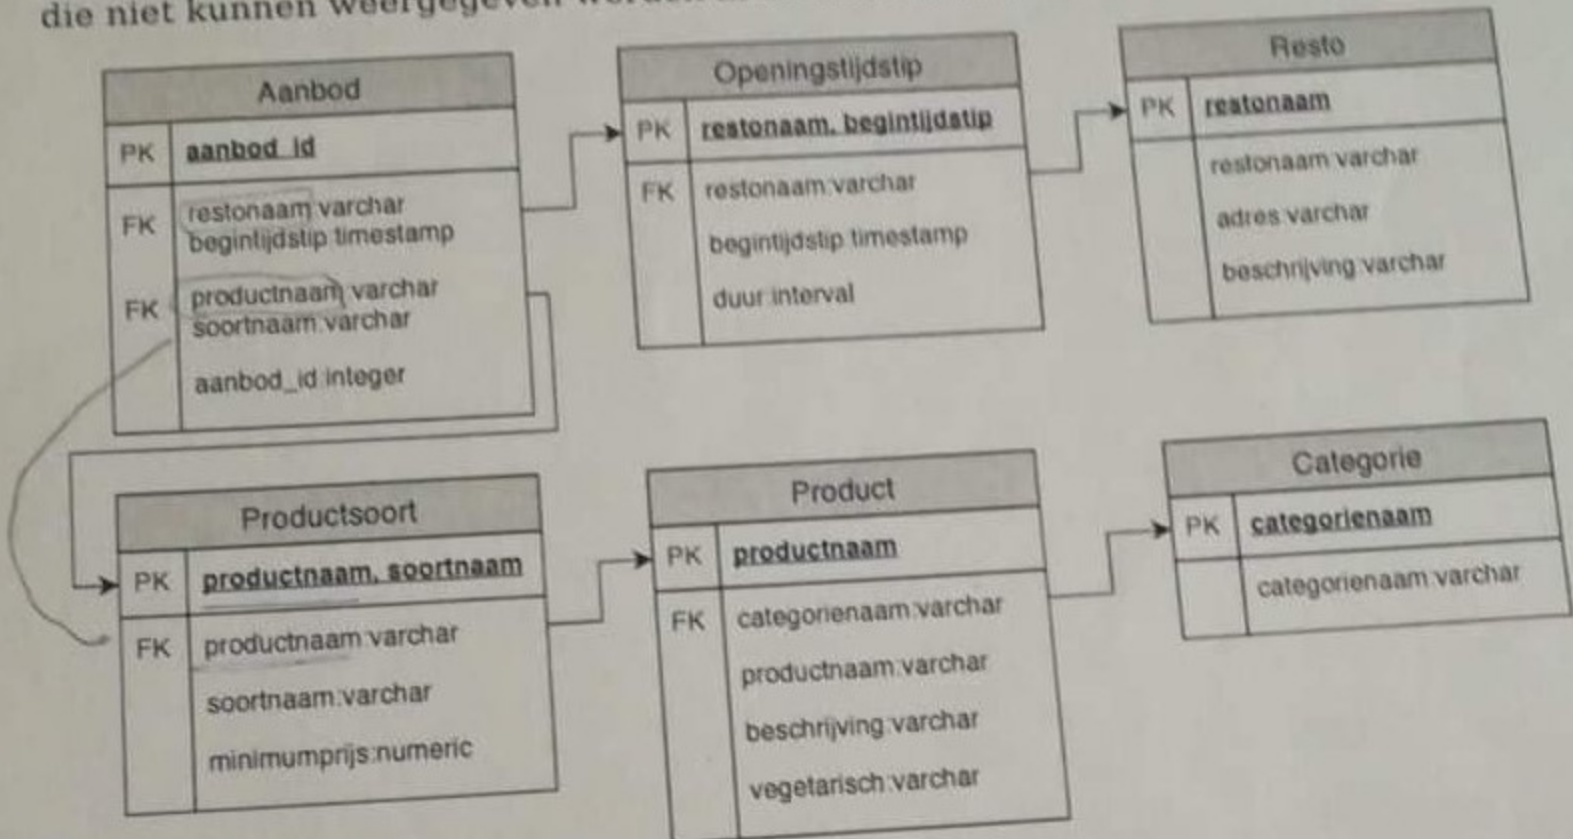 die niet kunnen weergegeven worden
Aanbod
PK aanbod_id
FK restonaam:varchar
begintijdstip:timestamp
FK productnaam:varchar
soortnaam:varchar
aanbod_id:integer
Openingstijdstip
PK restonaam, begintijdstip
FK restonaam:varchar
begintijdstip:timestamp
duur:interval
Resto
PK restonaam
restonaam:varchar
adres:varchar
beschrijving:varchar
Productsoort
PK productnaam, soortnaam
FK productnaam:varchar
soortnaam:varchar
minimumprijs:numeric
Product
PK productnaam
FK categorienaam:varchar
productnaam:varchar
beschrijving:varchar
vegetarisch:varchar
Categorie
PK categorienaam
categorienaam:varchar